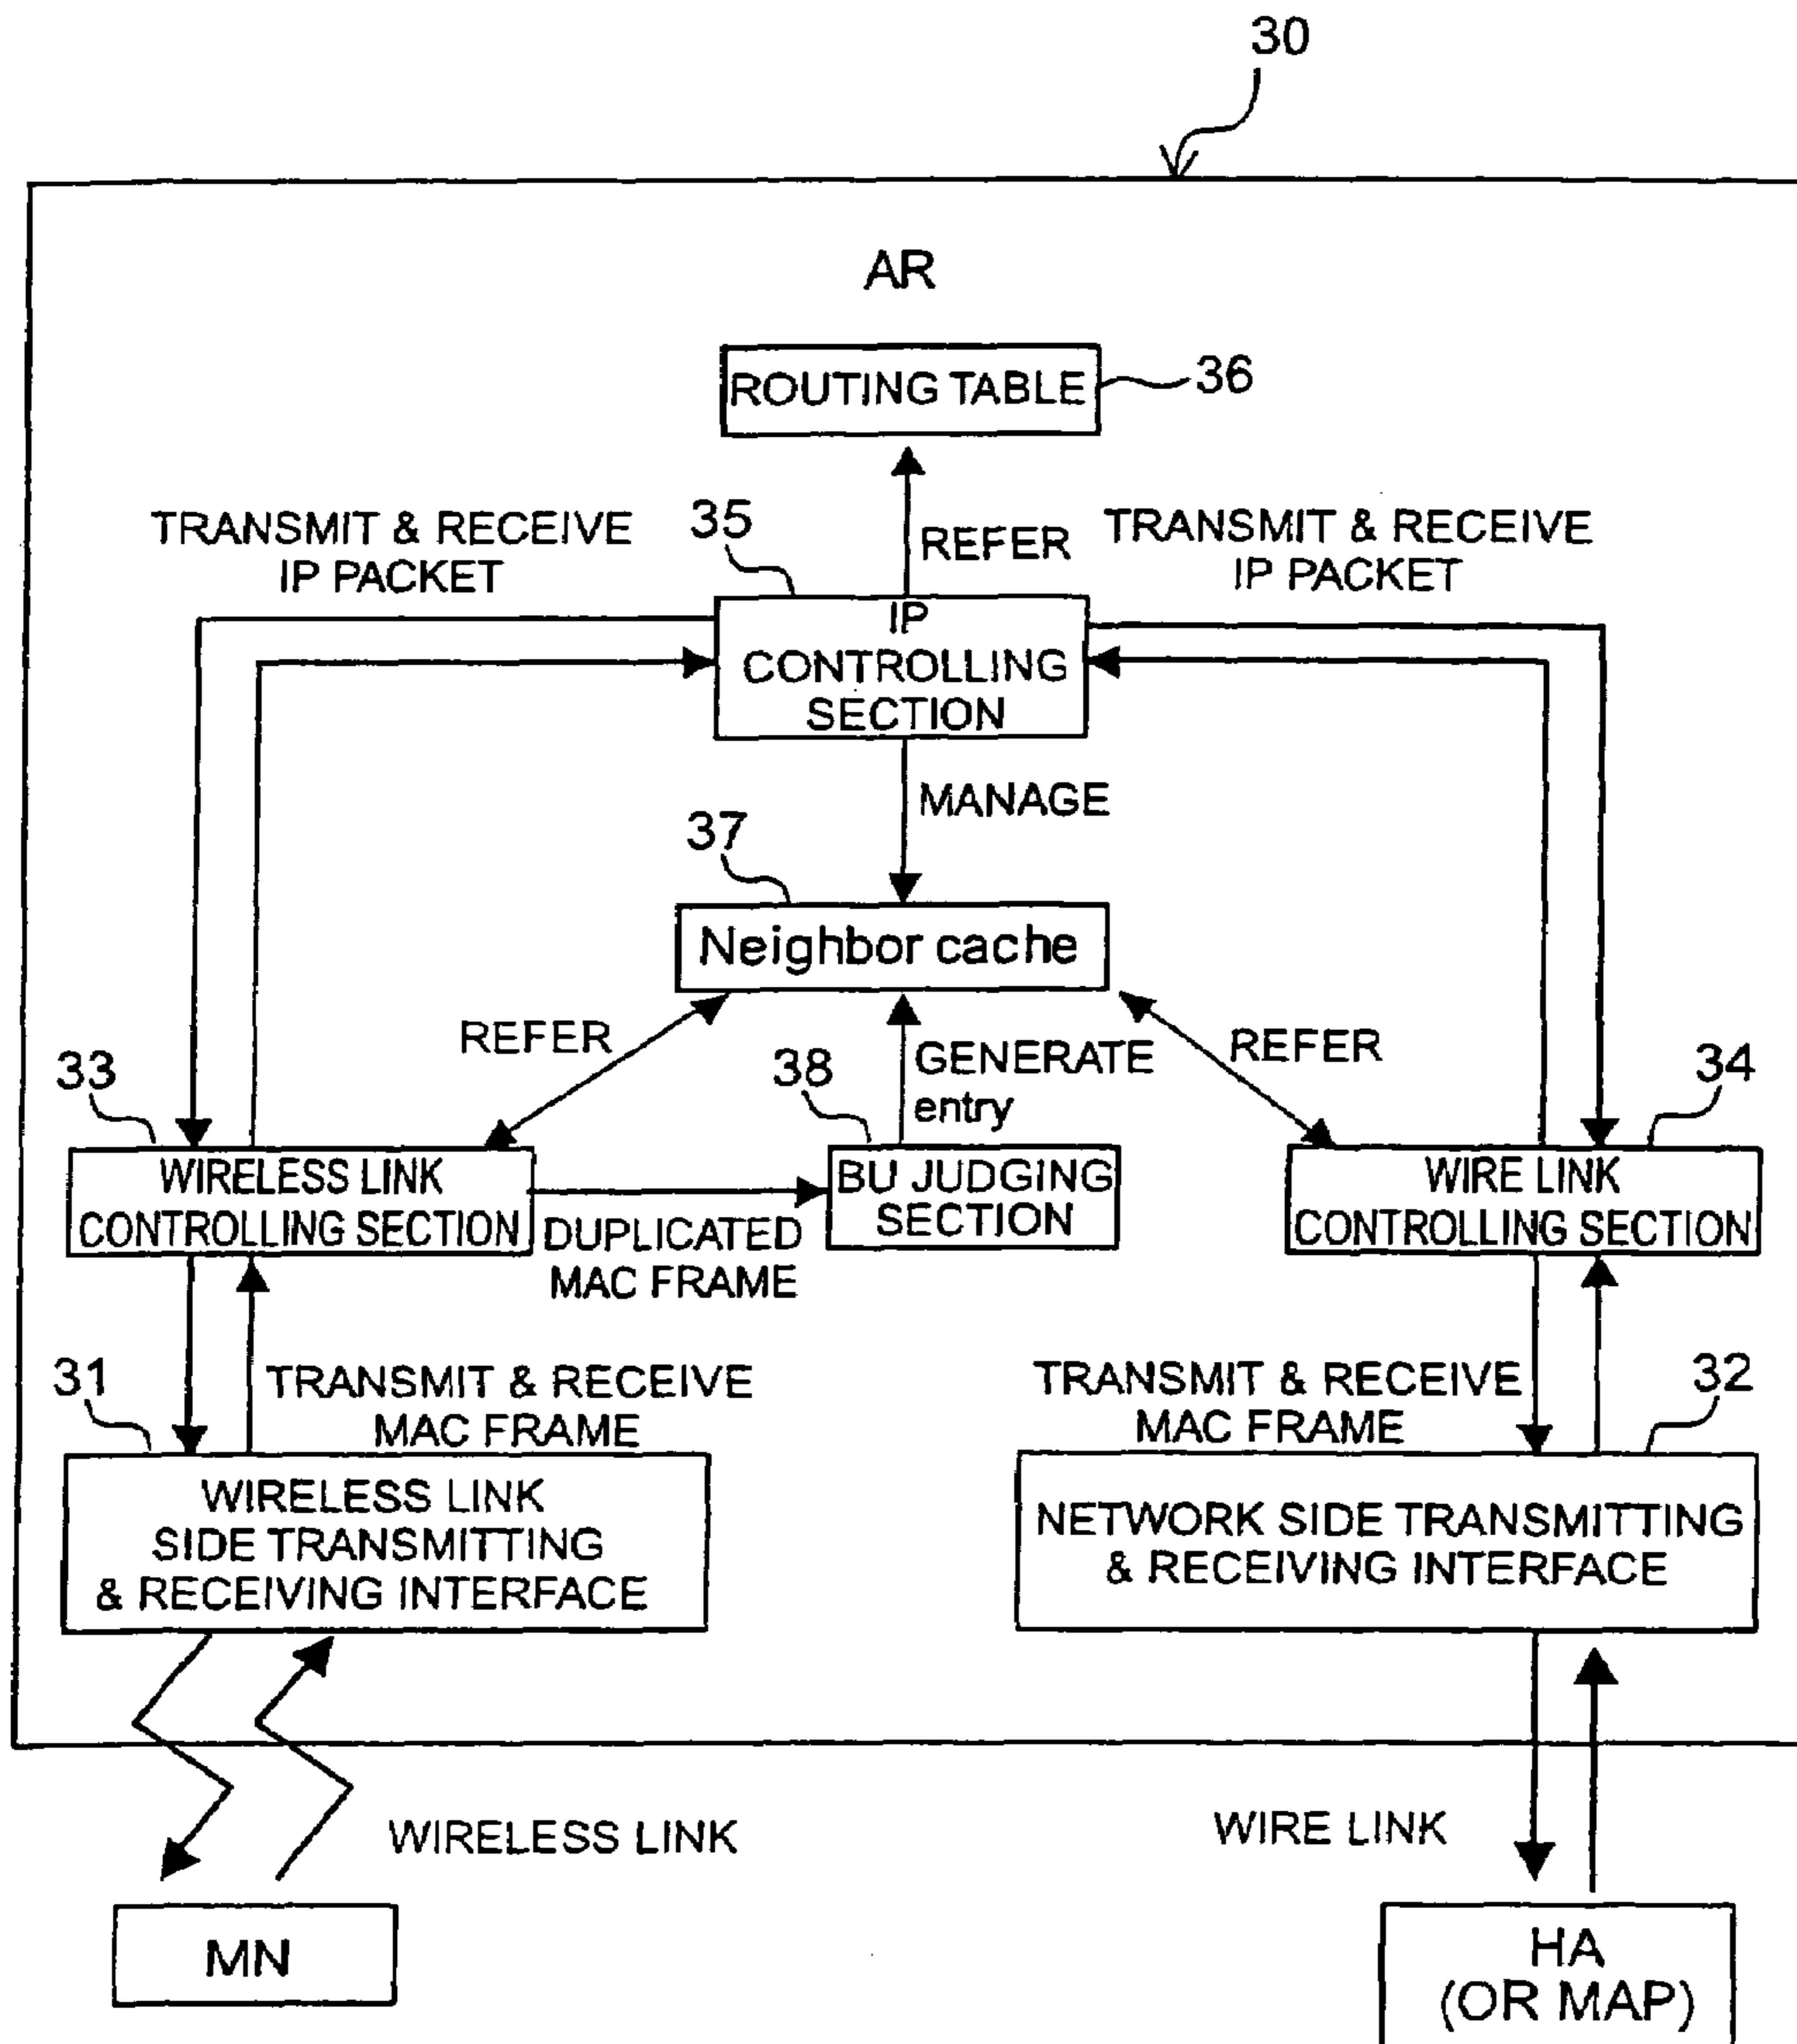 30
AR
ROUTING TABLE
36
TRANSMIT & RECEIVE
IP PACKET
35
REFER
TRANSMIT & RECEIVE
IP PACKET
IP
CONTROLLING
SECTION
MANAGE
37
Neighbor cache
REFER
REFER
33
38
GENERATE
entry
34
WIRELESS LINK
CONTROLLING SECTION
DUPLICATED
MAC FRAME
BU JUDGING
SECTION
WIRE LINK
CONTROLLING SECTION
31
TRANSMIT & RECEIVE
MAC FRAME
TRANSMIT & RECEIVE
MAC FRAME
32
WIRELESS LINK
SIDE TRANSMITTING
& RECEIVING INTERFACE
NETWORK SIDE TRANSMITTING
& RECEIVING INTERFACE
WIRELESS LINK
WIRE LINK
MN
HA
(OR MAP)